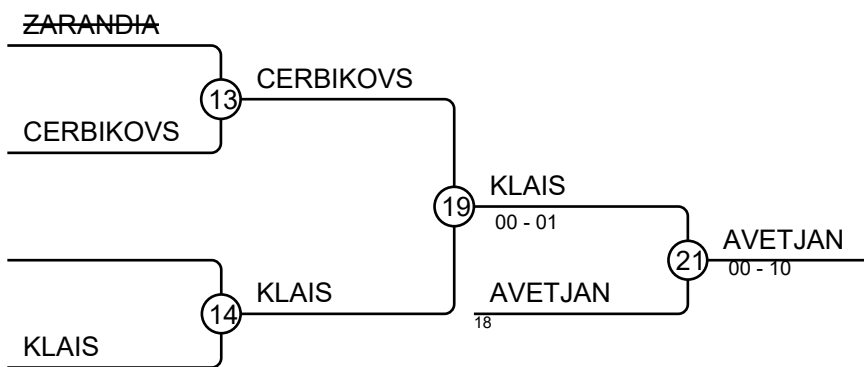 ZARANDIA
13
CERBIKOVS
CERBIKOVS
19
KLAIS
00 - 01
21
AVETJAN
00 - 10
14
KLAIS
AVETJAN
18
KLAIS